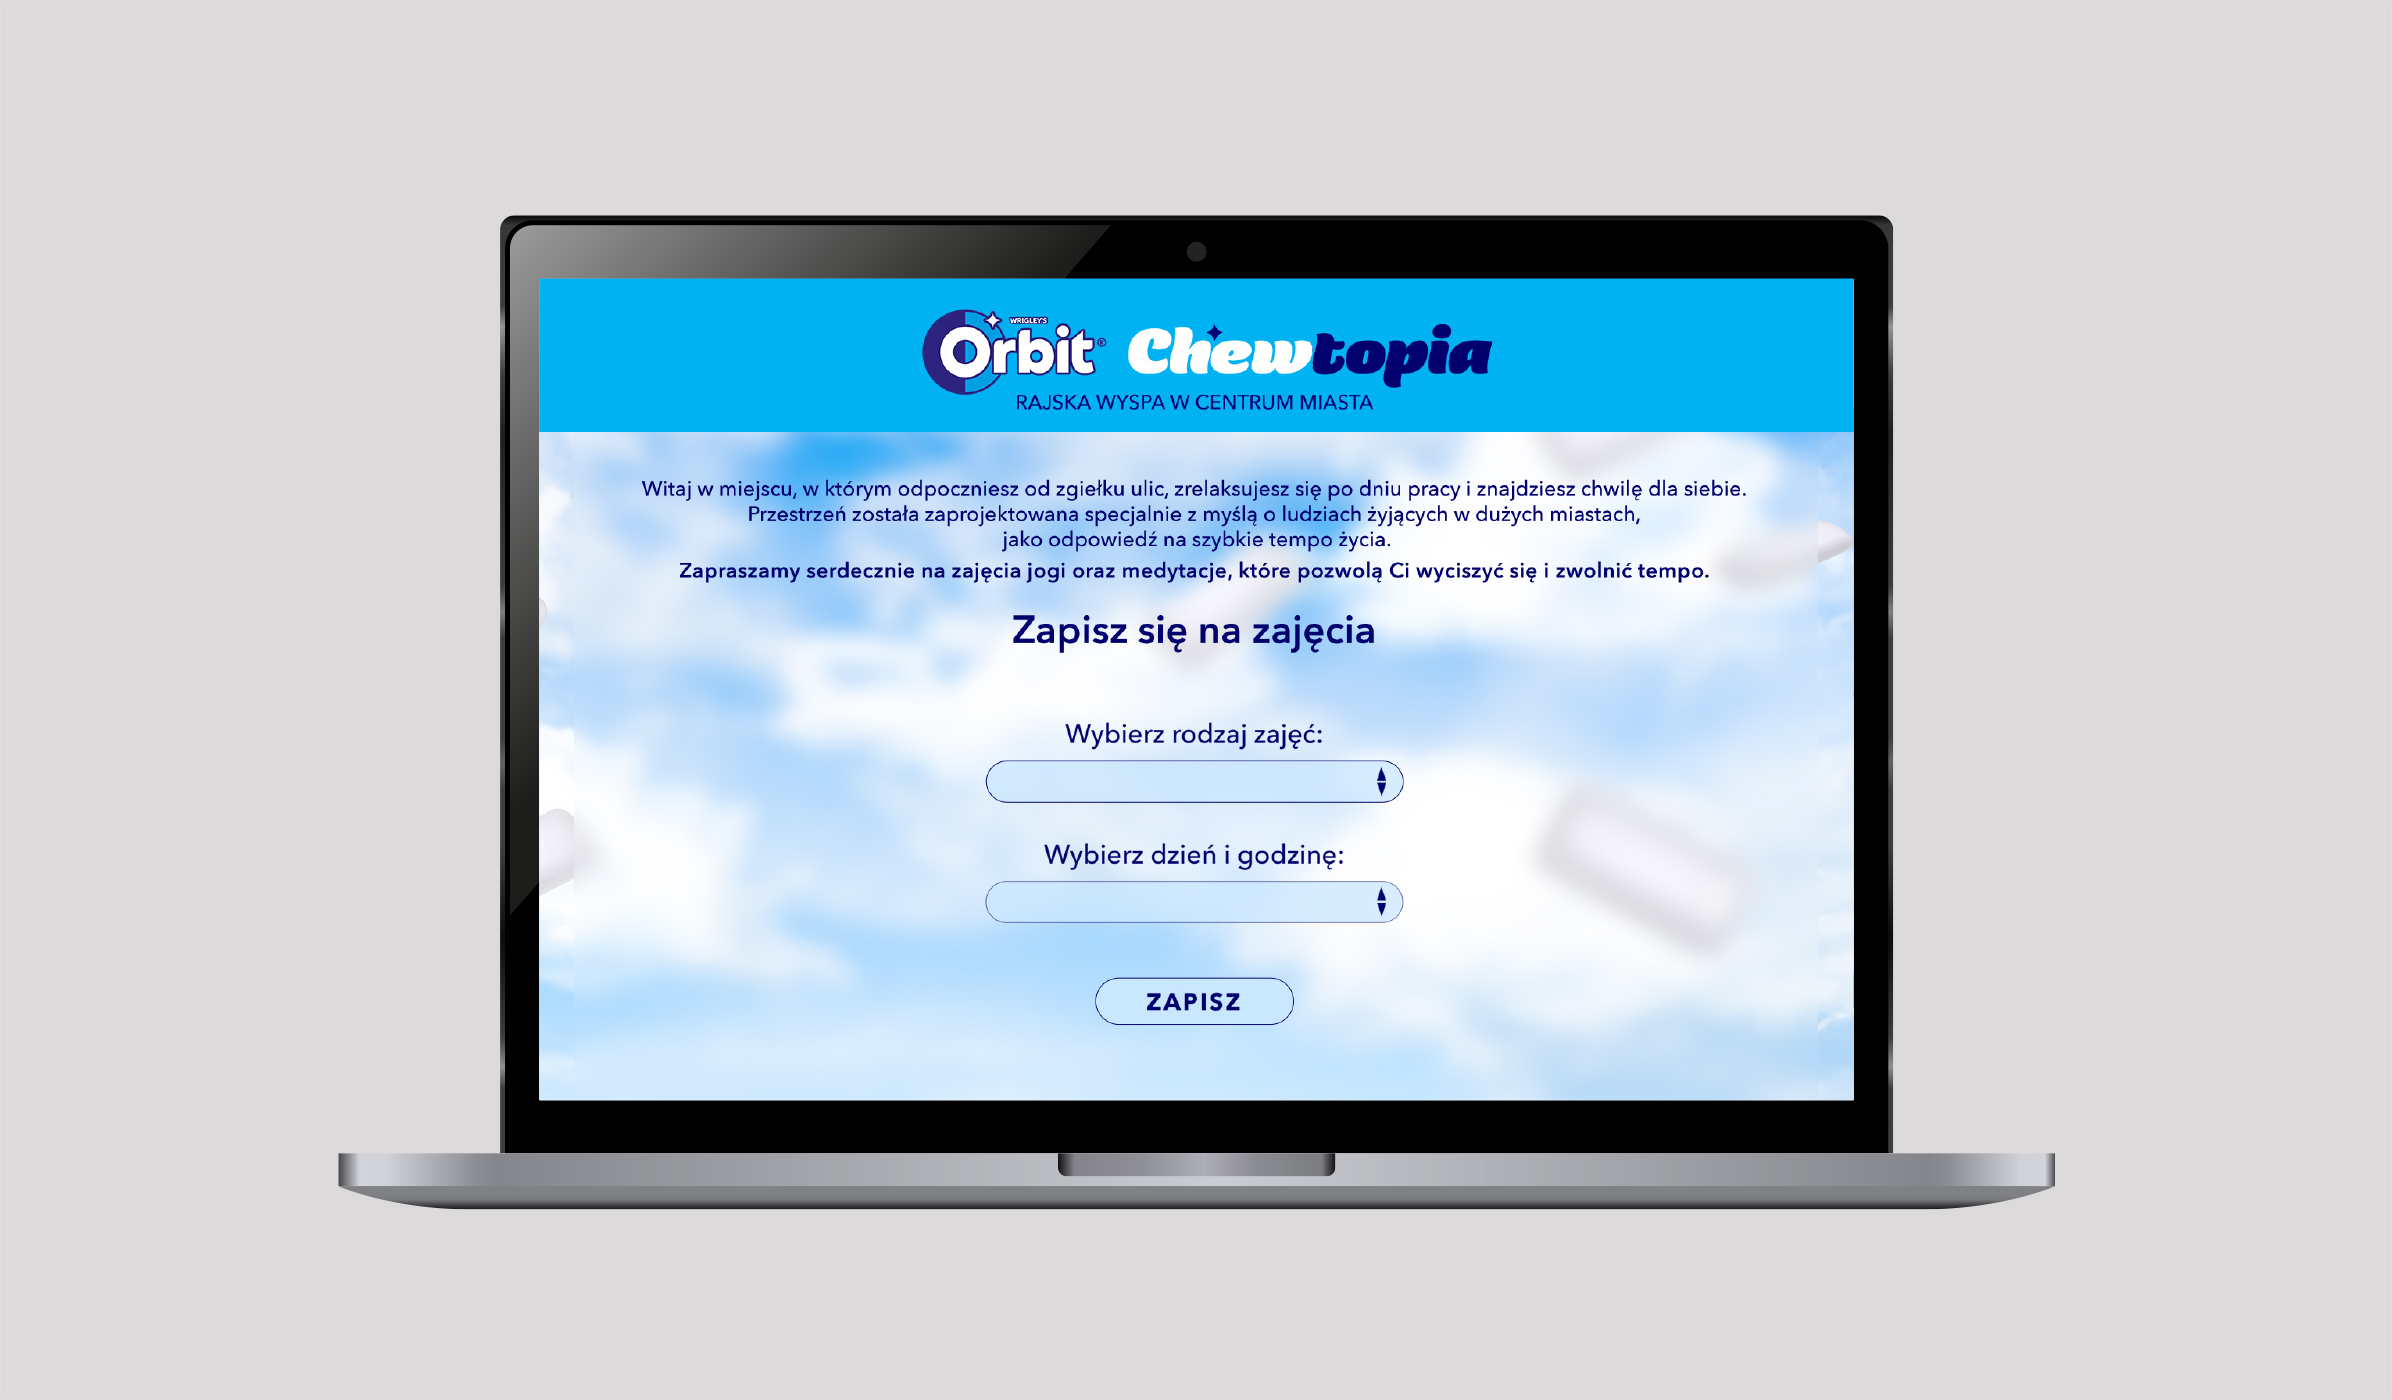 WRIGLEY'S
Orbit® Chewtopia
RAJSKA WYSPA W CENTRUM MIASTA
Witaj w miejscu, w którym odpoczniesz od zgiełku ulic, zrelaksujesz się po dniu pracy i znajdziesz chwilę dla siebie.
Przestrzeń została zaprojektowana specjalnie z myślą o ludziach żyjących w dużych miastach,
jako odpowiedź na szybkie tempo życia.
Zapraszamy serdecznie na zajęcia jogi oraz medytacje, które pozwolą Ci wyciszyć się i zwolnić tempo.
Zapisz się na zajęcia
Wybierz rodzaj zajęć:
Wybierz dzień i godzinę:
ZAPISZ